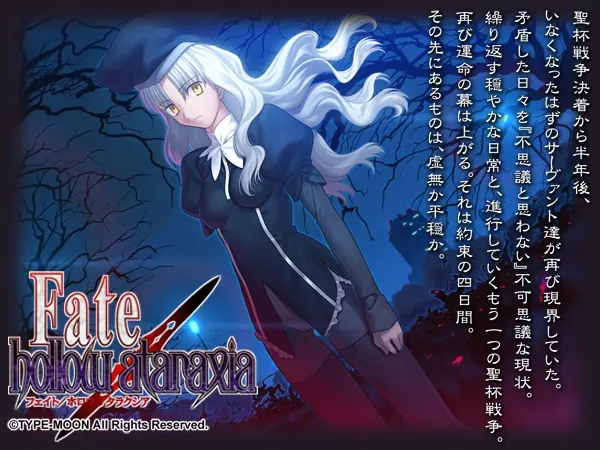 聖杯戦争決着から半年後、
いなくなったはずのサーヴァント達が再び現界していた。
矛盾した日々を『不思議と思わない』不可思議な現状。
繰り返す穏やかな日常と、進行していくもう一つの聖杯戦争。
再び運命の幕は上がる。それは約束の四日間。
その先にあるものは、虚無か平穏か。
Fate
hollow ataraxia
フェイト/ホロウ アタラクシア
©TYPE-MOON All Rights Reserved.